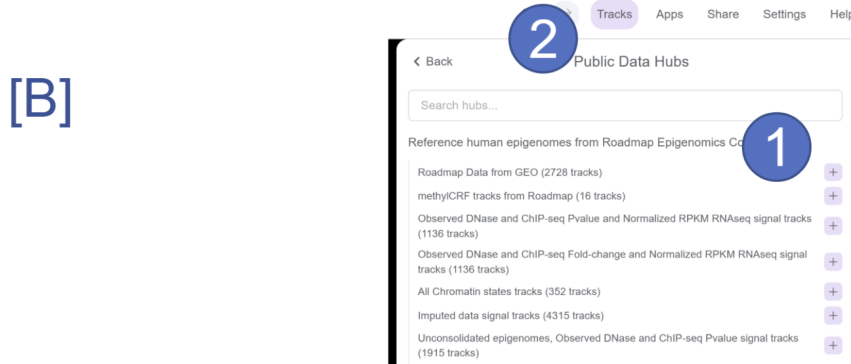 Tracks Apps Share Settings Help
2
Back Public Data Hubs
[B]
Search hubs...
1
Reference human epigenomes from Roadmap Epigenomics
Roadmap Data from GEO (2728 tracks) +
methylCRF tracks from Roadmap (16 tracks) +
Observed DNase and ChIP-seq Pvalue and Normalized RPKM RNAseq signal tracks
(1136 tracks) +
Observed DNase and ChIP-seq Fold-change and Normalized RPKM RNAseq signal
tracks (1136 tracks) +
All Chromatin states tracks (352 tracks) +
Imputed data signal tracks (4315 tracks) +
Unconsolidated epigenomes, Observed DNase and ChIP-seq Pvalue signal tracks
(1915 tracks) +